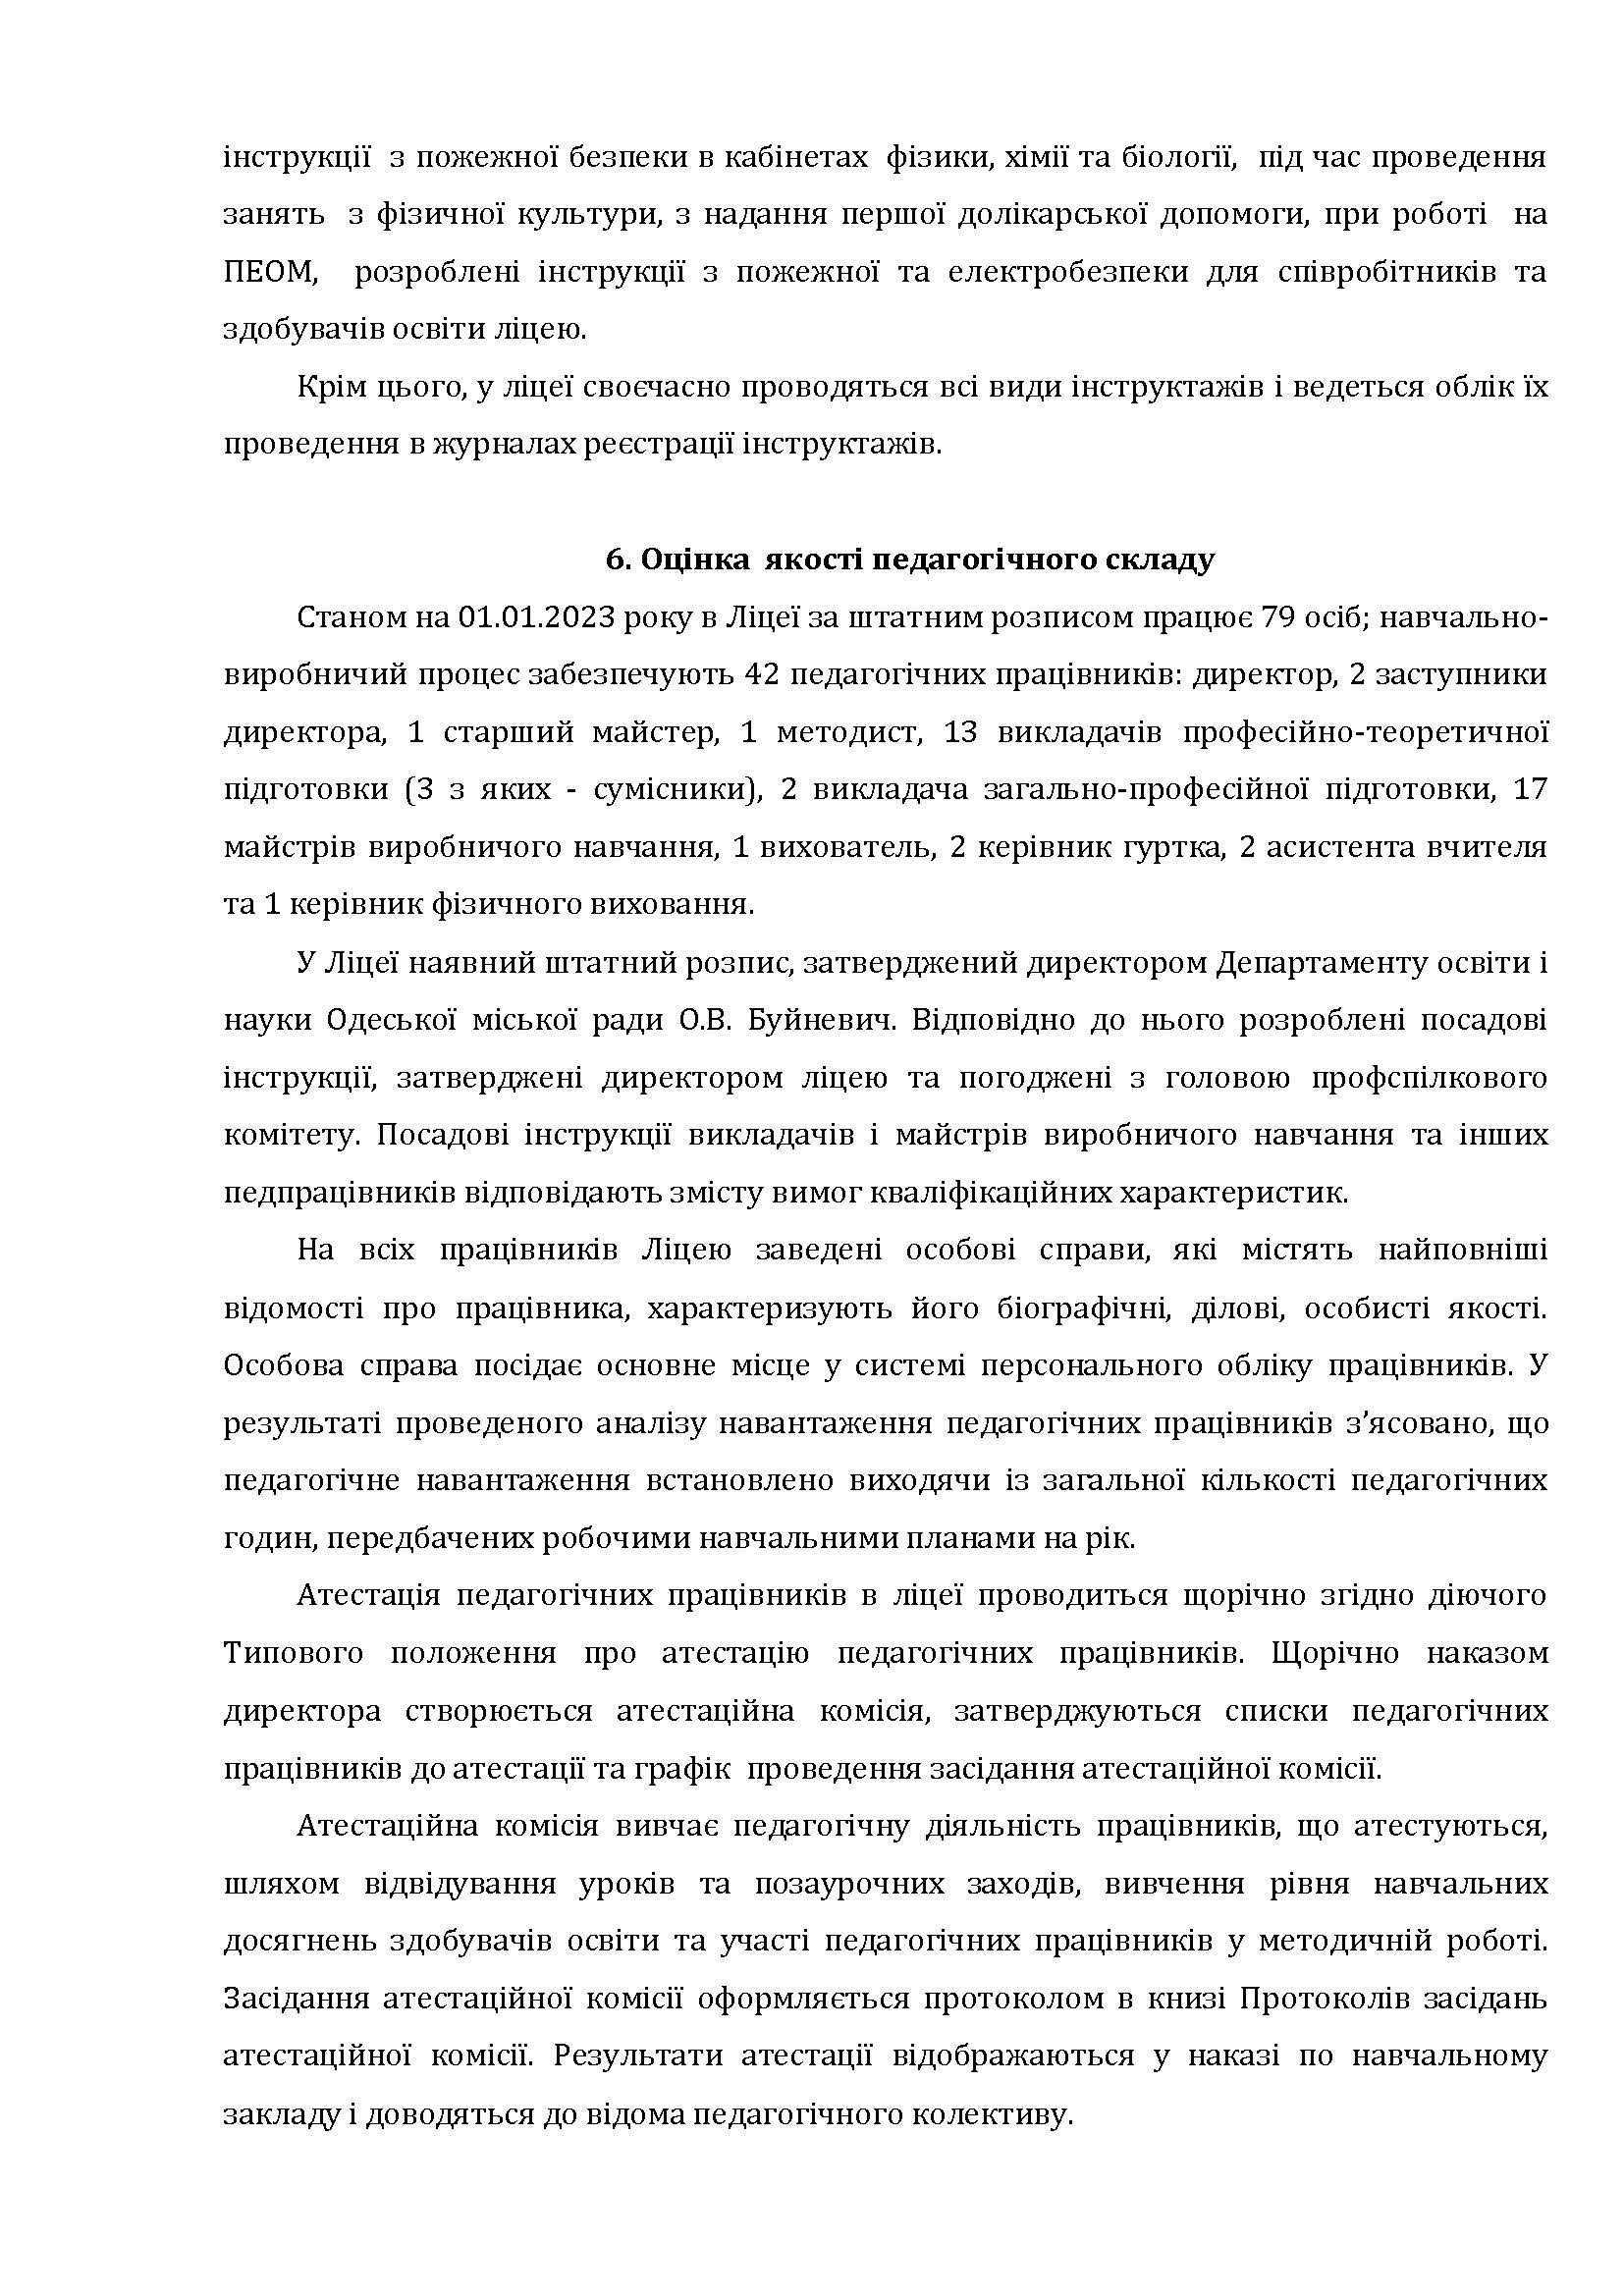 інструкції з пожежної безпеки в кабінетах фізики, хімії та біології, під час проведення
занять з фізичної культури, з надання першої долікарської допомоги, при роботі на
ПЕОМ, розроблені інструкції з пожежної та електробезпеки для співробітників та
здобувачів освіти ліцею.
Крім цього, у ліцеї своєчасно проводяться всі види інструктажів і ведеться облік їх
проведення в журналах реєстрації інструктажів.
6. Оцінка якості педагогічного складу
Станом на 01.01.2023 року в Ліцеї за штатним розписом працює 79 осіб; навчально-
виробничий процес забезпечують 42 педагогічних працівників: директор, 2 заступники
директора, 1 старший майстер, 1 методист, 13 викладачів професійно-теоретичної
підготовки (3 з яких - сумісники), 2 викладача загально-професійної підготовки, 17
майстрів виробничого навчання, 1 вихователь, 2 керівник гуртка, 2 асистента вчителя
та 1 керівник фізичного виховання.
У Ліцеї наявний штатний розпис, затверджений директором Департаменту освіти і
науки Одеської міської ради О.В. Буйневич. Відповідно до нього розроблені посадові
інструкції, затверджені директором ліцею та погоджені з головою профспілкового
комітету. Посадові інструкції викладачів і майстрів виробничого навчання та інших
педпрацівників відповідають змісту вимог кваліфікаційних характеристик.
На всіх працівників Ліцею заведені особові справи, які містять найповніші
відомості про працівника, характеризують його біографічні, ділові, особисті якості.
Особова справа посідає основне місце у системі персонального обліку працівників. У
результаті проведеного аналізу навантаження педагогічних працівників з’ясовано, що
педагогічне навантаження встановлено виходячи із загальної кількості педагогічних
годин, передбачених робочими навчальними планами на рік.
Атестація педагогічних працівників в ліцеї проводиться щорічно згідно діючого
Типового положення про атестацію педагогічних працівників. Щорічно наказом
директора створюється атестаційна комісія, затверджуються списки педагогічних
працівників до атестації та графік проведення засідання атестаційної комісії.
Атестаційна комісія вивчає педагогічну діяльність працівників, що атестуються,
шляхом відвідування уроків та позаурочних заходів, вивчення рівня навчальних
досягнень здобувачів освіти та участі педагогічних працівників у методичній роботі.
Засідання атестаційної комісії оформляється протоколом в книзі Протоколів засідань
атестаційної комісії. Результати атестації відображаються у наказі по навчальному
закладу і доводяться до відома педагогічного колективу.